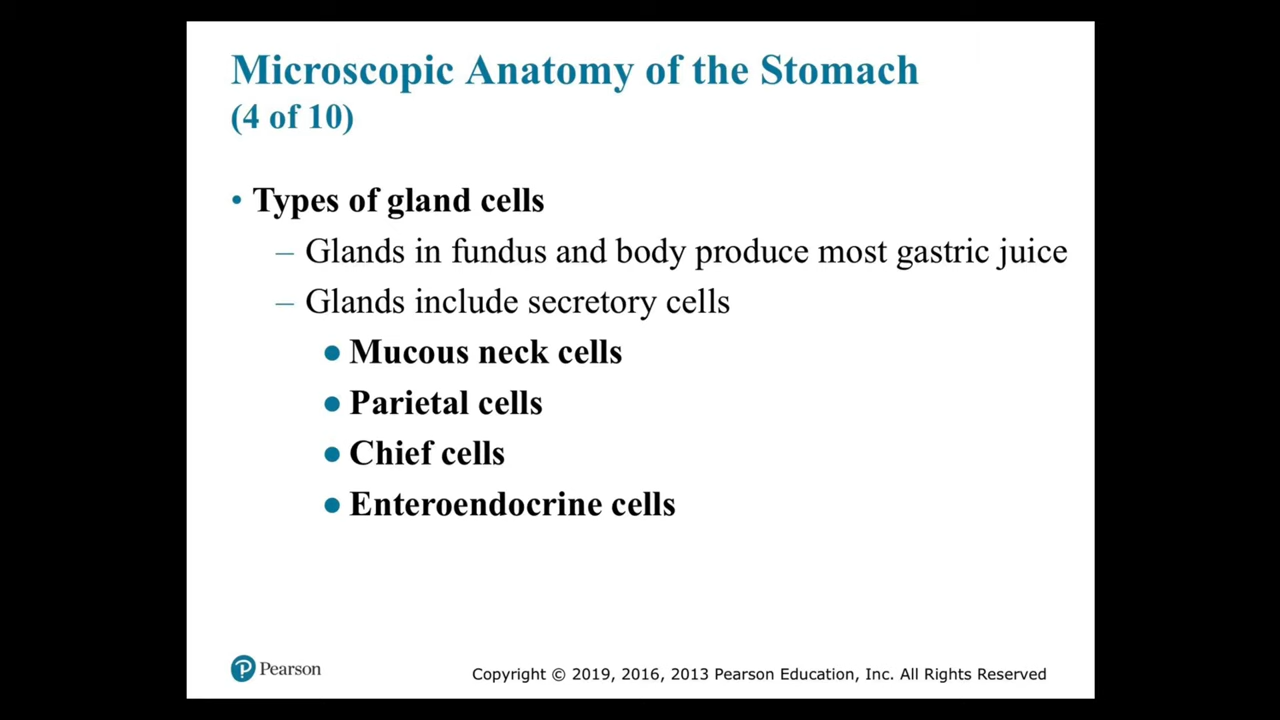 Microscopic Anatomy of the Stomach
(4 of 10)
• Types of gland cells
– Glands in fundus and body produce most gastric juice
– Glands include secretory cells
● Mucous neck cells
● Parietal cells
● Chief cells
● Enteroendocrine cells
Pearson
Copyright © 2019, 2016, 2013 Pearson Education, Inc. All Rights Reserved